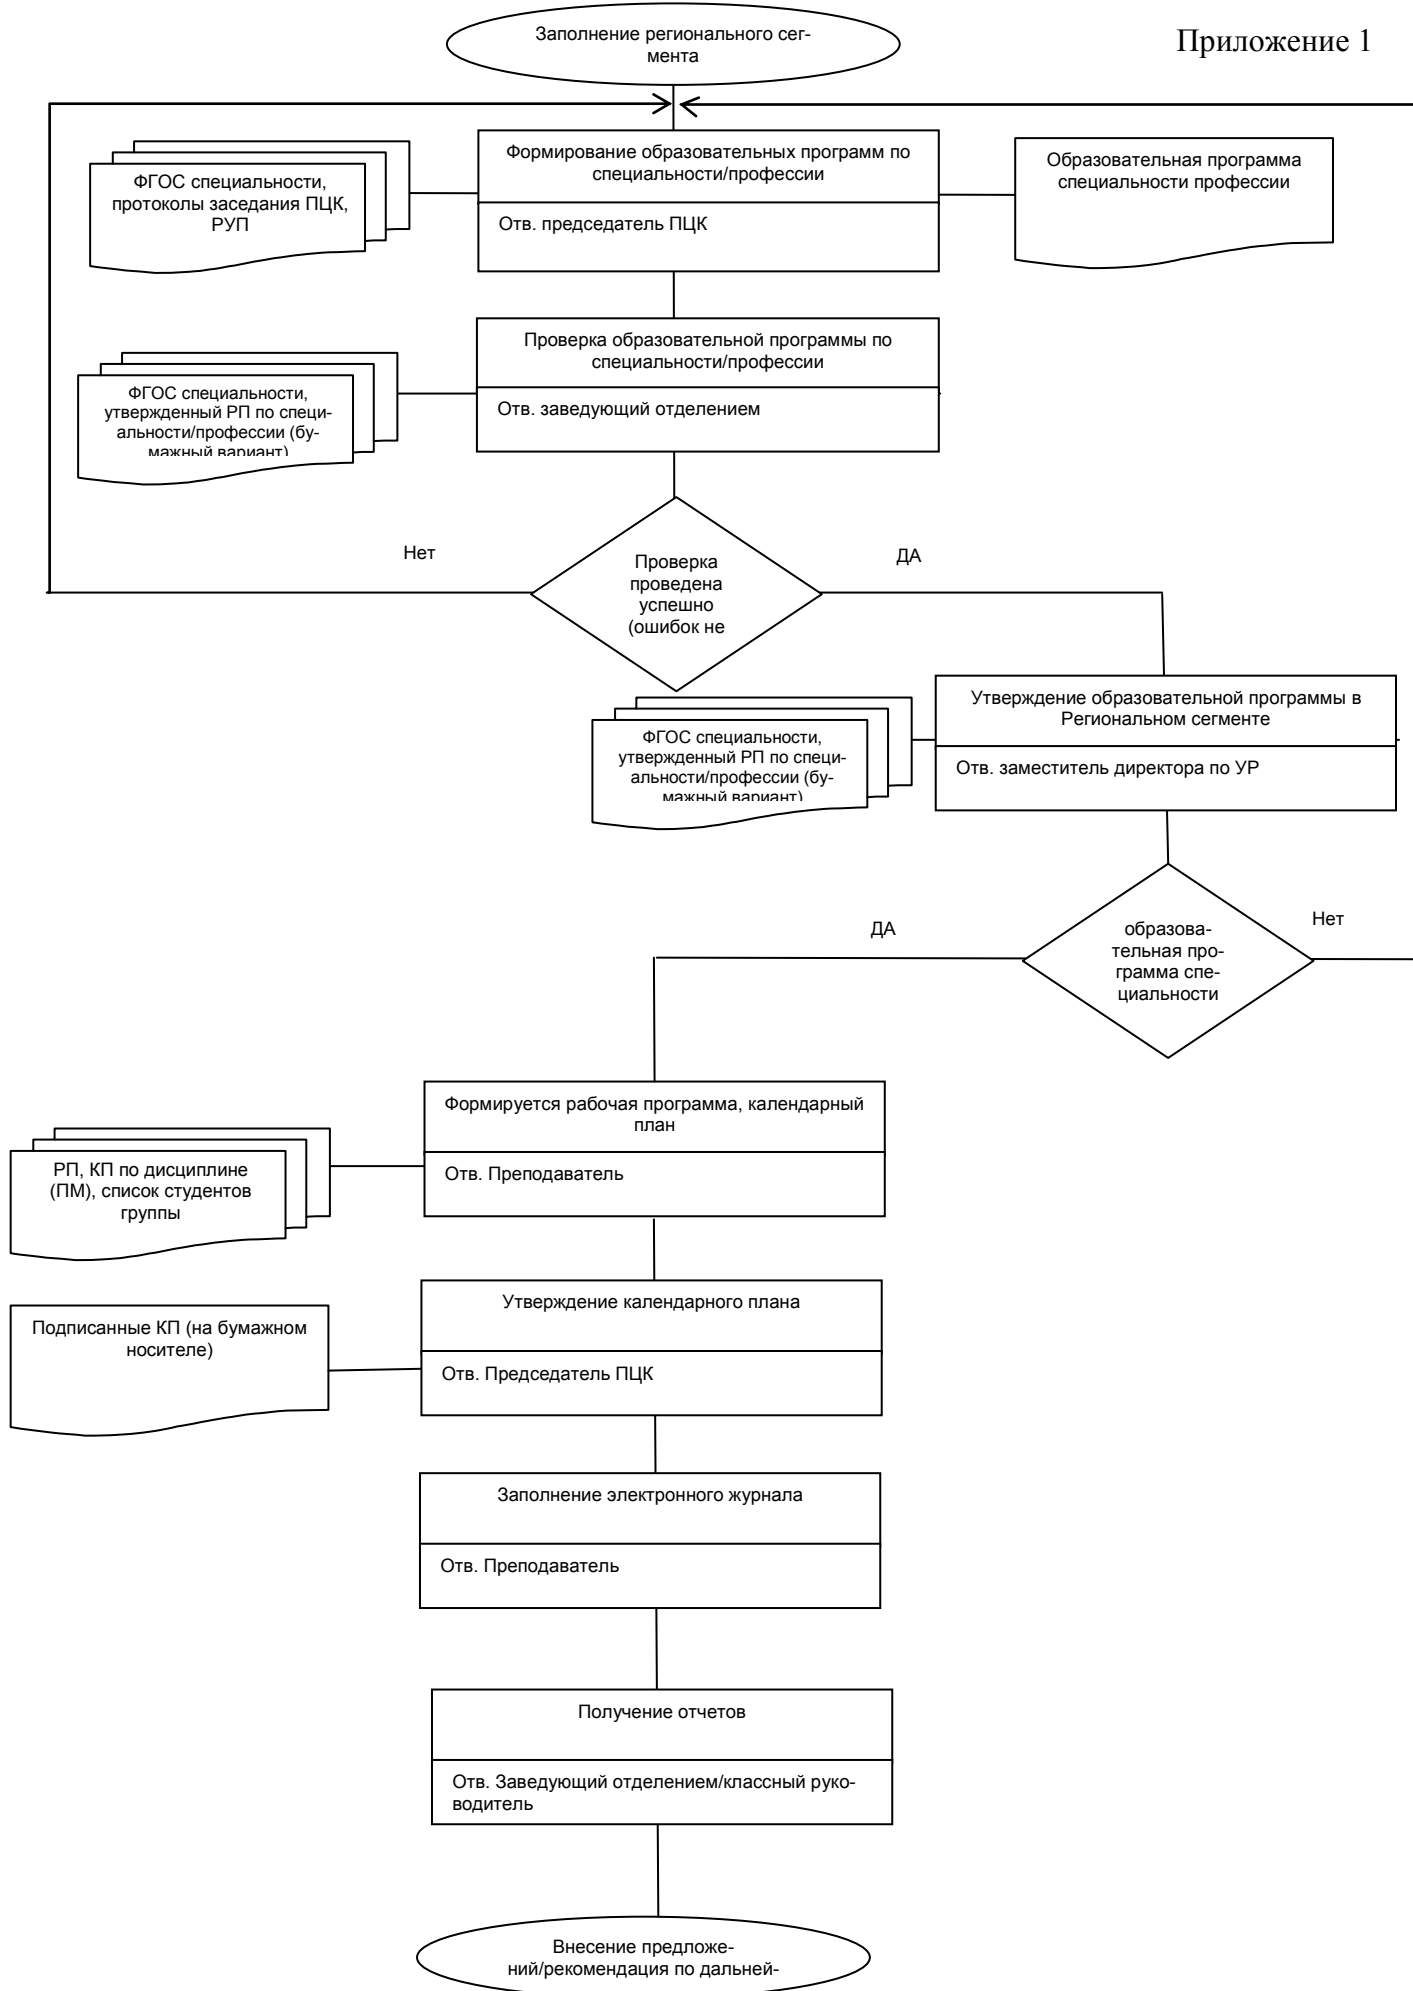 Заполнение регионального сег-
мента
Приложение 1
ФГОС специальности,
протоколы заседания ПЦК,
РУП
Формирование образовательных программ по
специальности/профессии
Отв. председатель ПЦК
Образовательная программа
специальности профессии
Проверка образовательной программы по
специальности/профессии
Отв. заведующий отделением
ФГОС специальности,
утвержденный РП по специ-
альности/профессии (бу-
мажный вариант)
Нет
Проверка
проведена
успешно
(ошибок не
ДА
ФГОС специальности,
утвержденный РП по специ-
альности/профессии (бу-
мажный вариант)
Утверждение образовательной программы в
Региональном сегменте
Отв. заместитель директора по УР
ДА
образова-
тельная про-
грамма спе-
циальности
Нет
Формируется рабочая программа, календарный
план
Отв. Преподаватель
РП, КП по дисциплине
(ПМ), список студентов
группы
Утверждение календарного плана
Отв. Председатель ПЦК
Подписанные КП (на бумажном
носителе)
Заполнение электронного журнала
Отв. Преподаватель
Получение отчетов
Отв. Заведующий отделением/классный руко-
водитель
Внесение предложе-
ний/рекомендация по дальней-